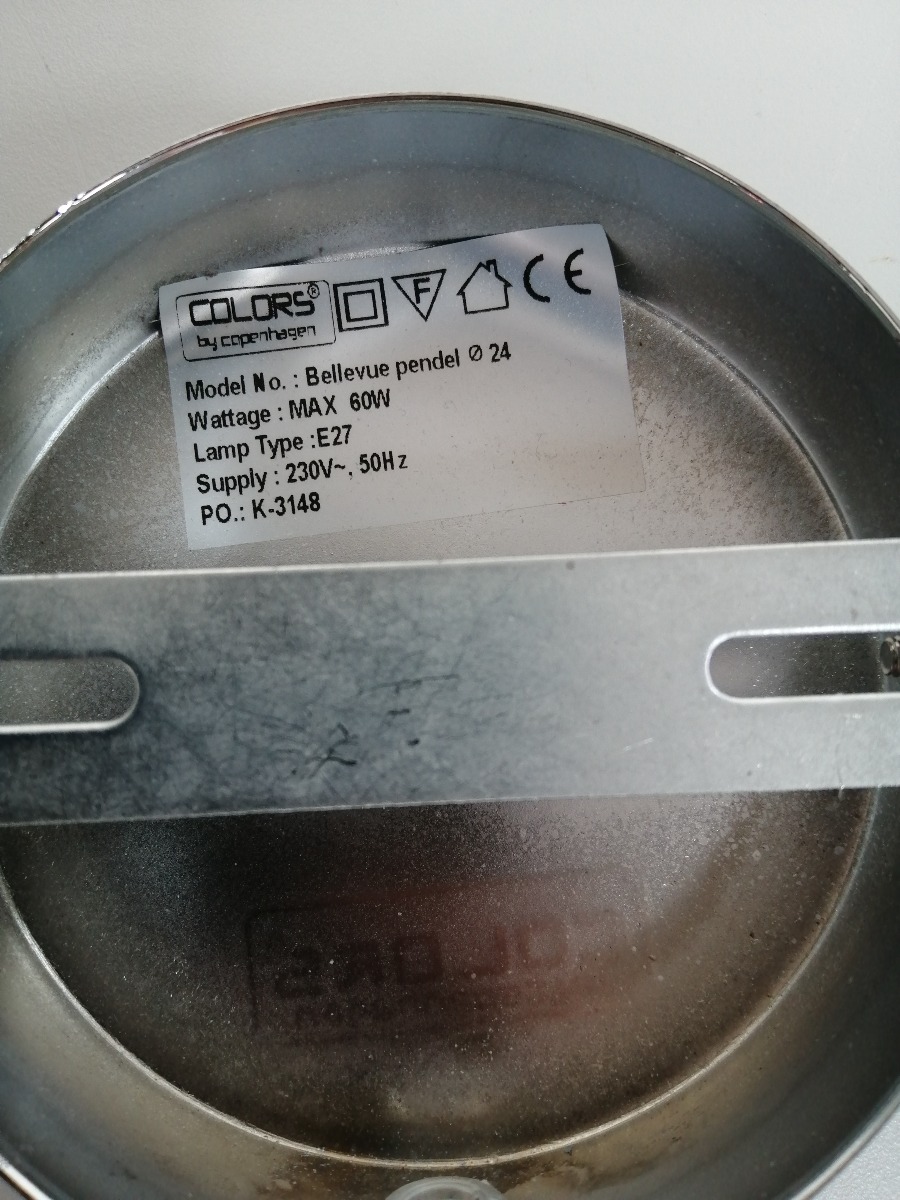 COLORS®
by copenhagen
F
CE
Model No. : Bellevue pendel Ø 24
Wattage : MAX 60W
Lamp Type :E27
Supply : 230V~, 50Hz
PO.: K-3148
COLORS